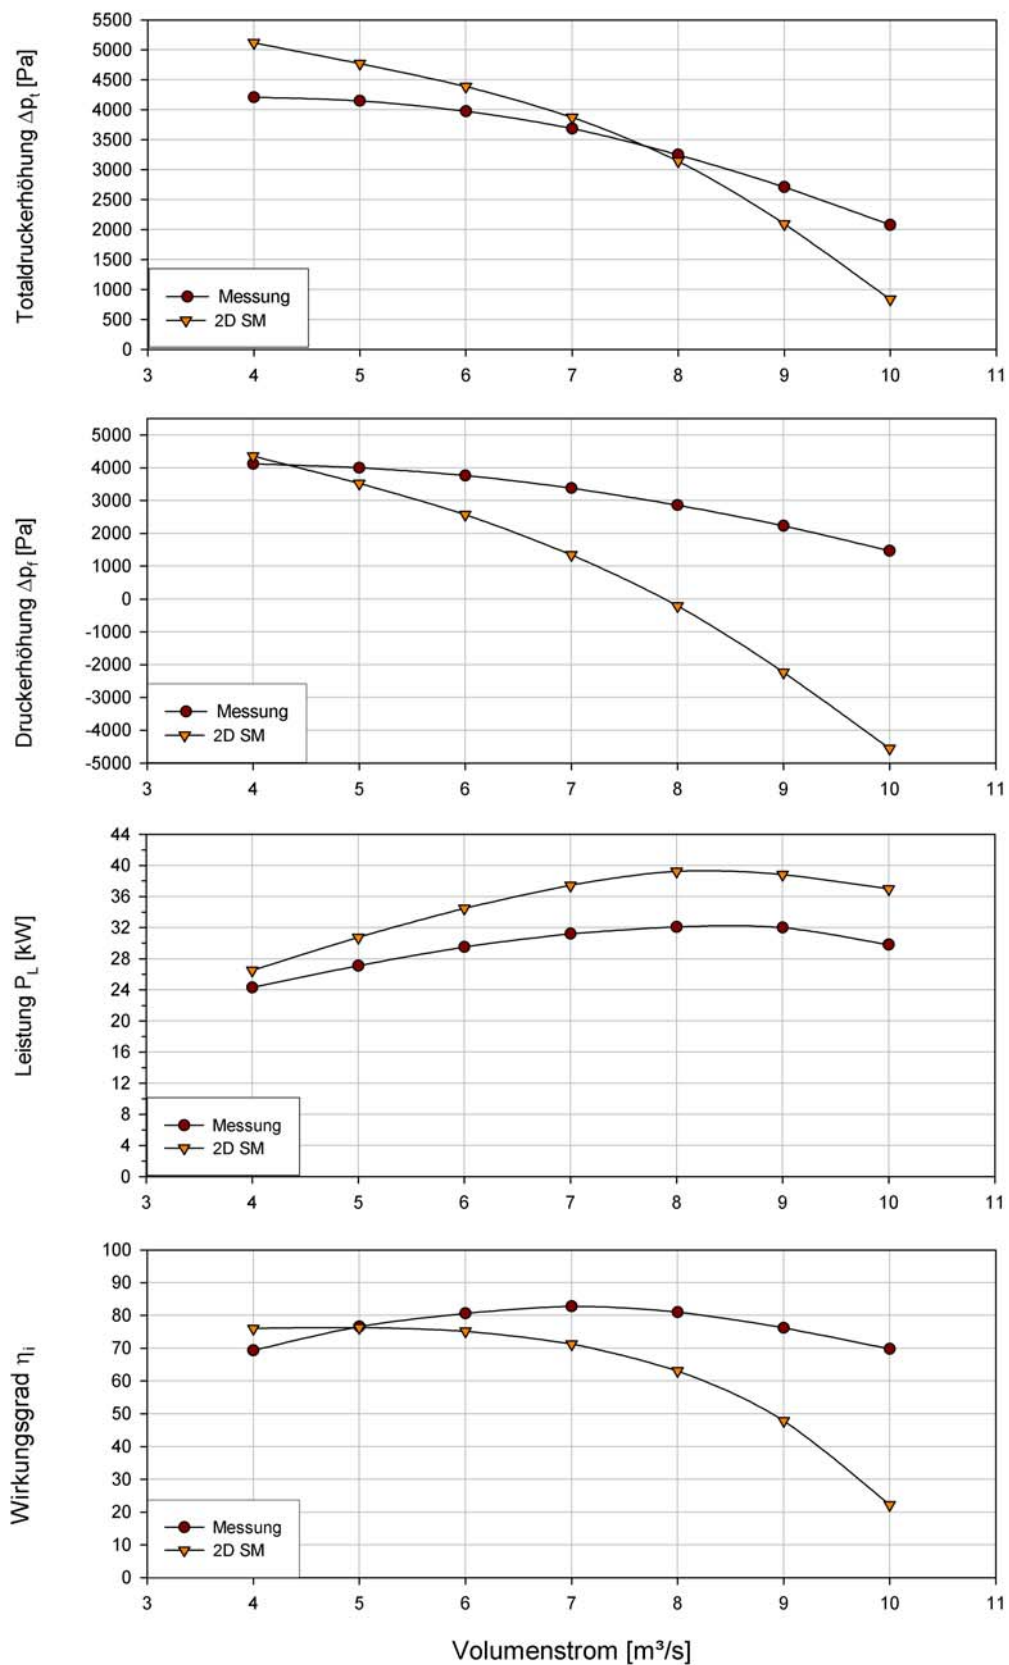 Totaldruckerhöhung Δpt [Pa]
5500
5000
4500
4000
3500
3000
2500
2000
1500
1000
500
0
Messung
2D SM
3 4 5 6 7 8 9 10 11
Druckerhöhung Δpf [Pa]
5000
4000
3000
2000
1000
0
-1000
-2000
-3000
-4000
-5000
Messung
2D SM
3 4 5 6 7 8 9 10 11
Leistung PL [kW]
44
40
36
32
28
24
20
16
12
8
4
0
Messung
2D SM
3 4 5 6 7 8 9 10 11
Wirkungsgrad ηi
100
90
80
70
60
50
40
30
20
10
0
Messung
2D SM
3 4 5 6 7 8 9 10 11
Volumenstrom [m³/s]